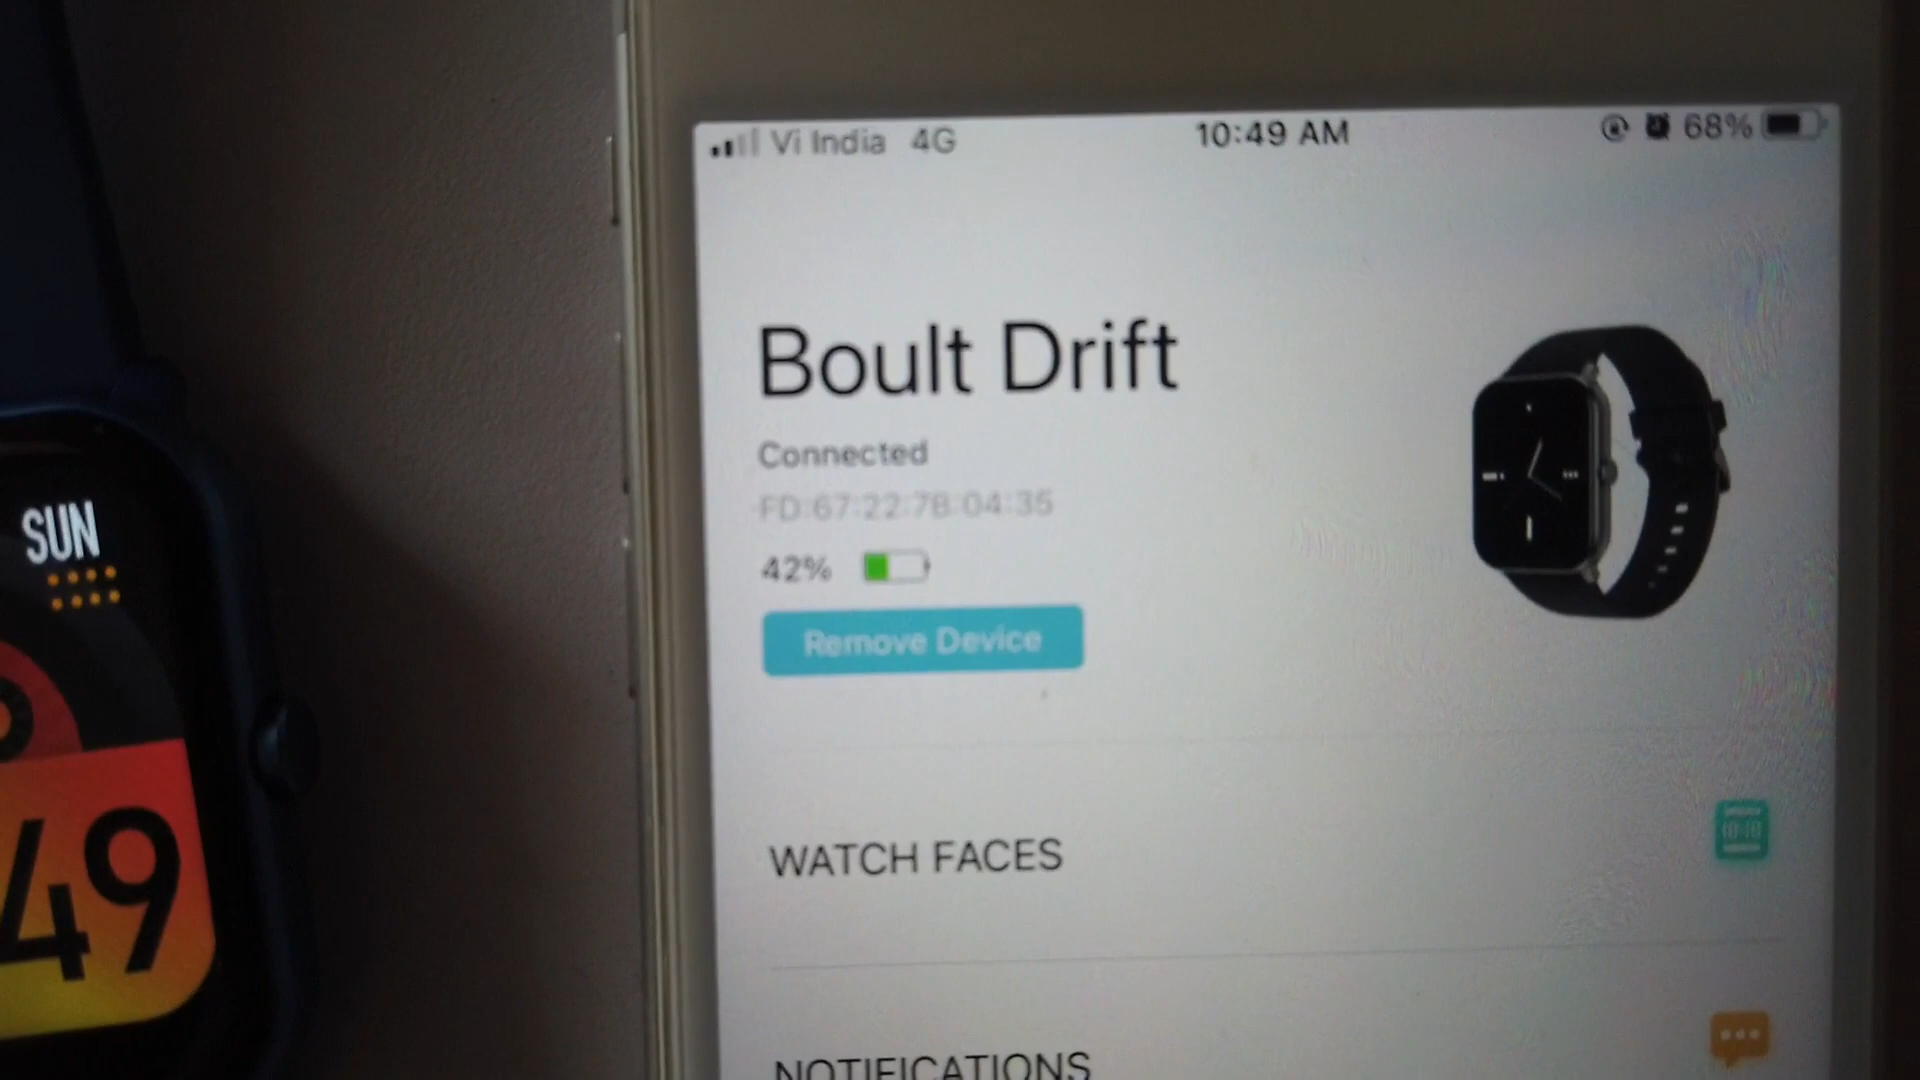 SUN
49
Vi India 4G 10:49 AM 68%
Boult Drift
Connected
FD:67:22:7B:04:35
42%
Remove Device
WATCH FACES
NOTIFICATIONS